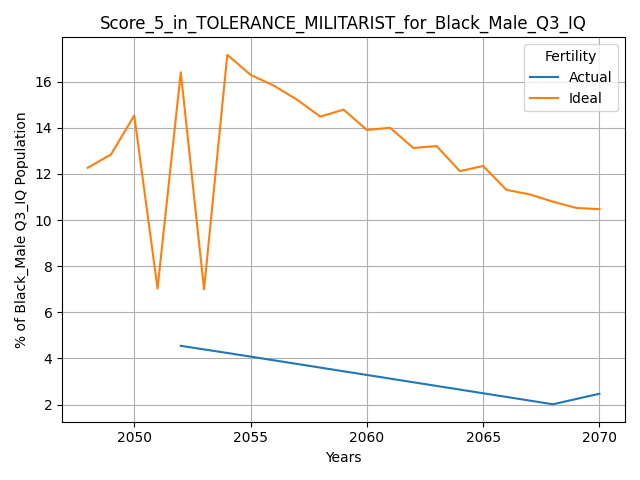 Score_5_in_TOLERANCE_MILITARIST_for_Black_Male_Q3_IQ
Fertility
Actual
Ideal
% of Black_Male Q3_IQ Population
16
14
12
10
8
6
4
2
2050 2055 2060 2065 2070
Years